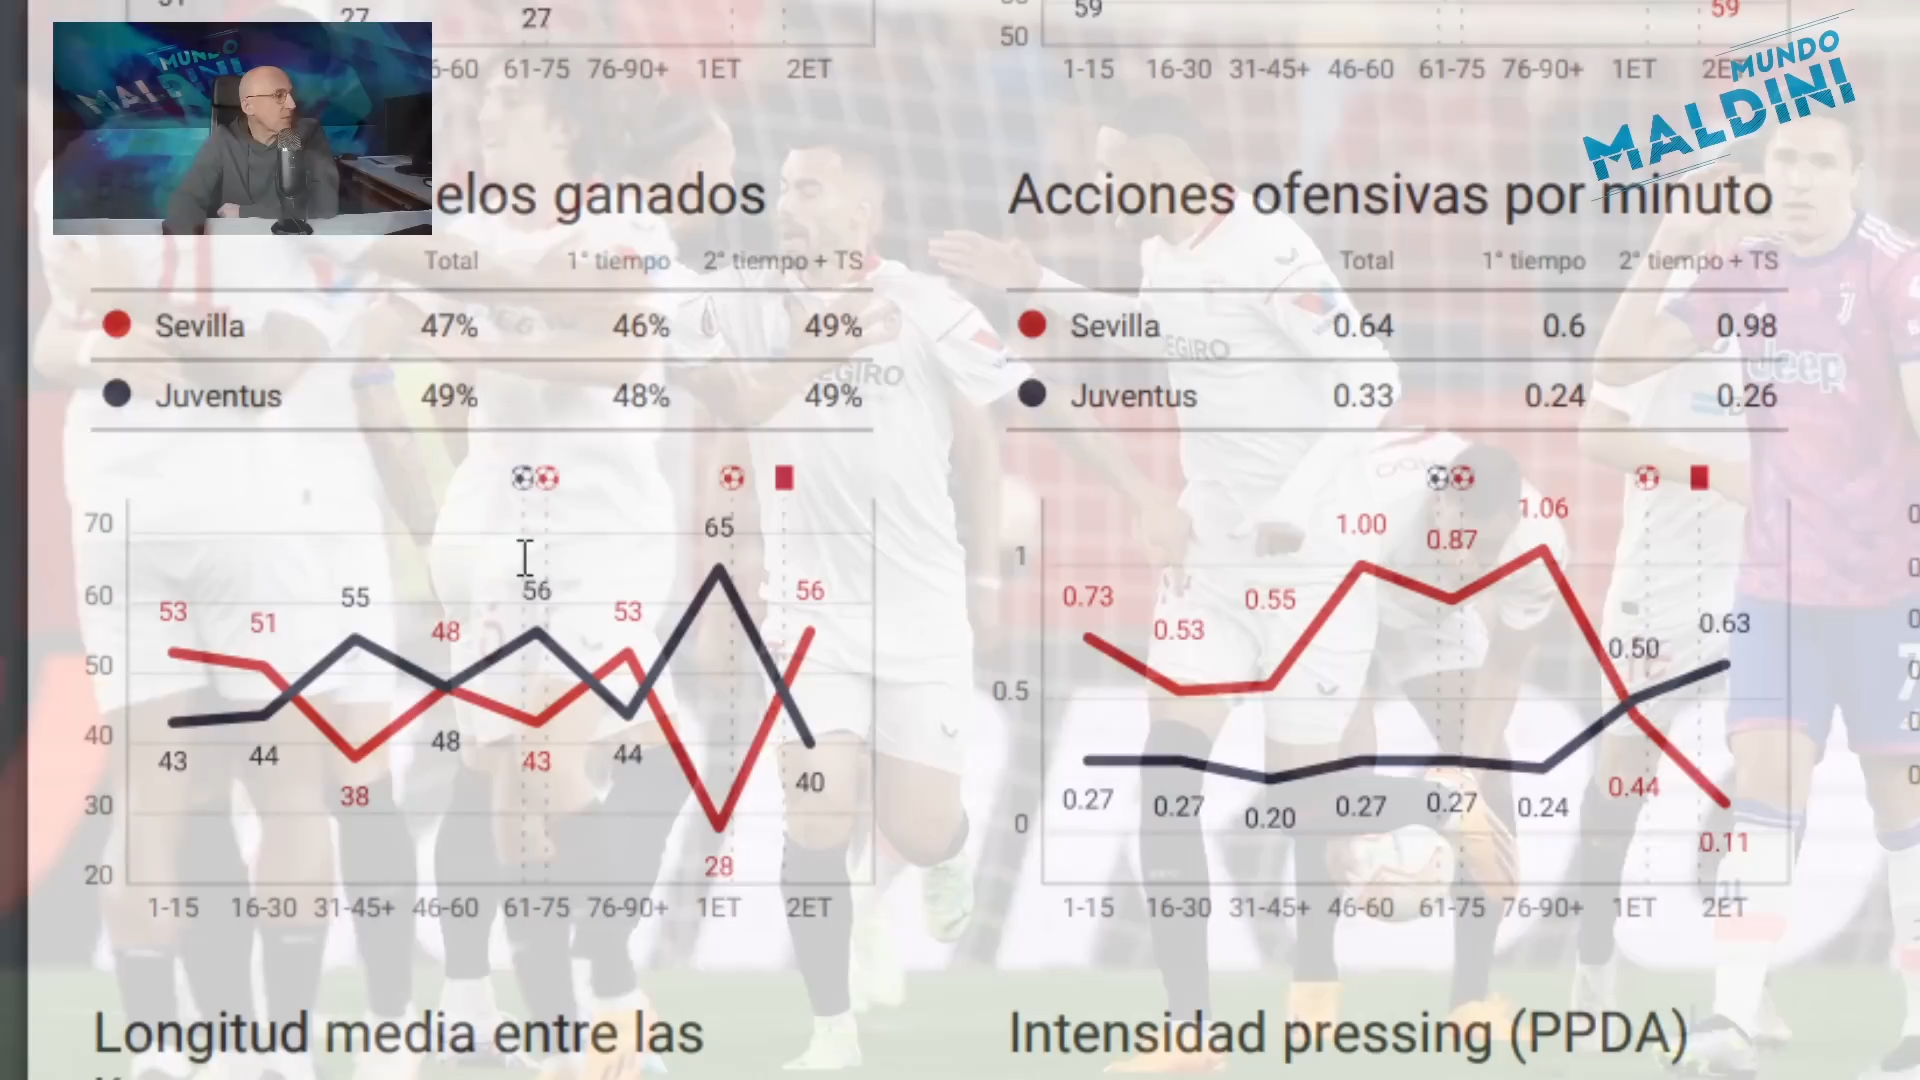 27
27
59
50
59
61-75 76-90+ 1ET 2ET
1-15 16-30 31-45+ 46-60 61-75 76-90+ 1ET
MUNDO
MALDINI
MUNDO
MALDINI
elos ganados
Total 1° tiempo 2° tiempo + TS
Sevilla 47% 46% 49%
Juventus 49% 48% 49%
70
60
50
40
30
20
53 51 38 48 43 53 28 56
43 44 55 48 56 44 65 40
1-15 16-30 31-45+ 46-60 61-75 76-90+ 1ET 2ET
Acciones ofensivas por minuto
Total 1° tiempo 2° tiempo + TS
Sevilla 0.64 0.6 0.98
Juventus 0.33 0.24 0.26
1
0.5
0
0.73 0.53 0.55 1.00 0.87 1.06 0.44 0.11
0.27 0.27 0.20 0.27 0.27 0.24 0.50 0.63
1-15 16-30 31-45+ 46-60 61-75 76-90+ 1ET 2ET
Jeep
Longitud media entre las
Intensidad pressing (PPDA)